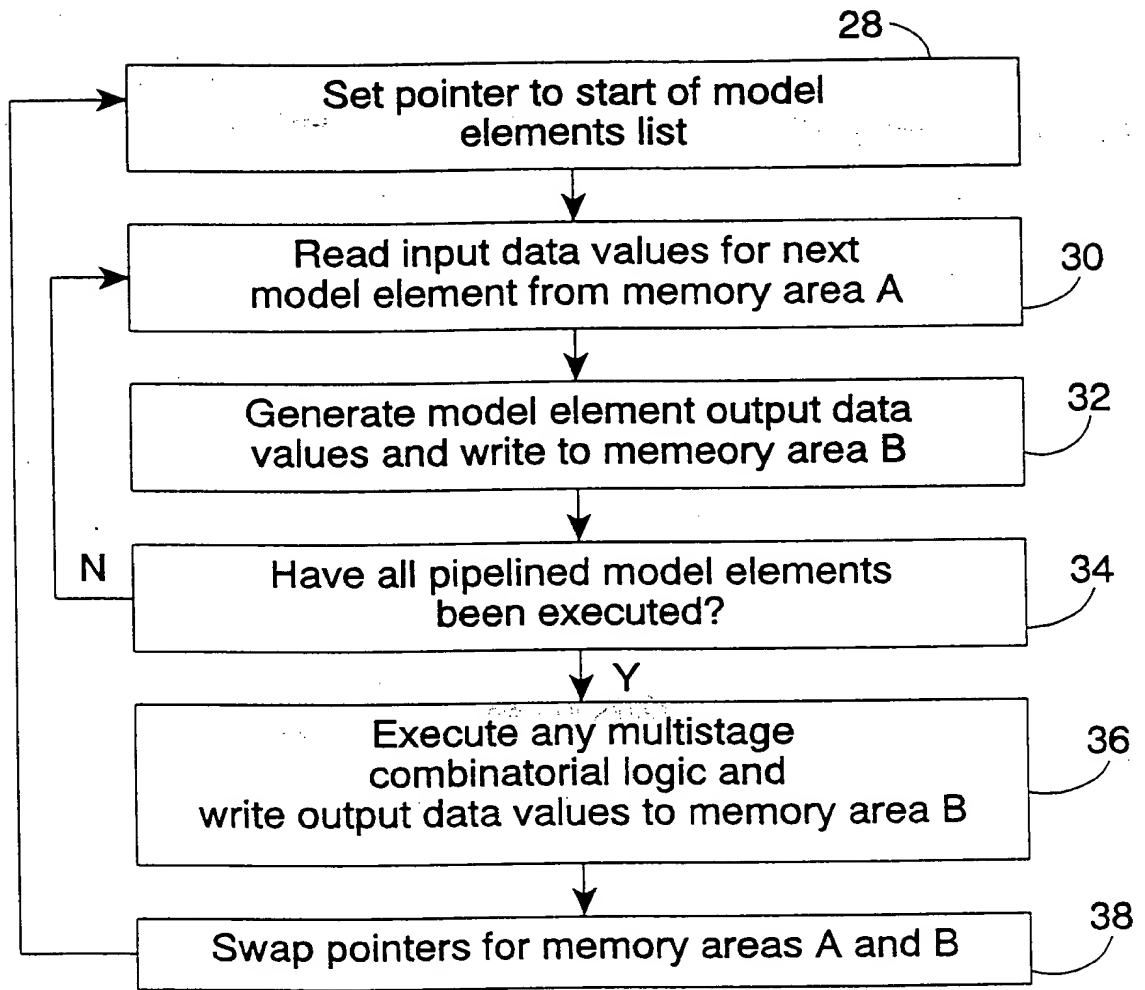 28
Set pointer to start of model
elements list
Read input data values for next
model element from memory area A
30
Generate model element output data
values and write to memeory area B
32
N
Have all pipelined model elements
been executed?
34
Y
Execute any multistage
combinatorial logic and
write output data values to memory area B
36
Swap pointers for memory areas A and B
38